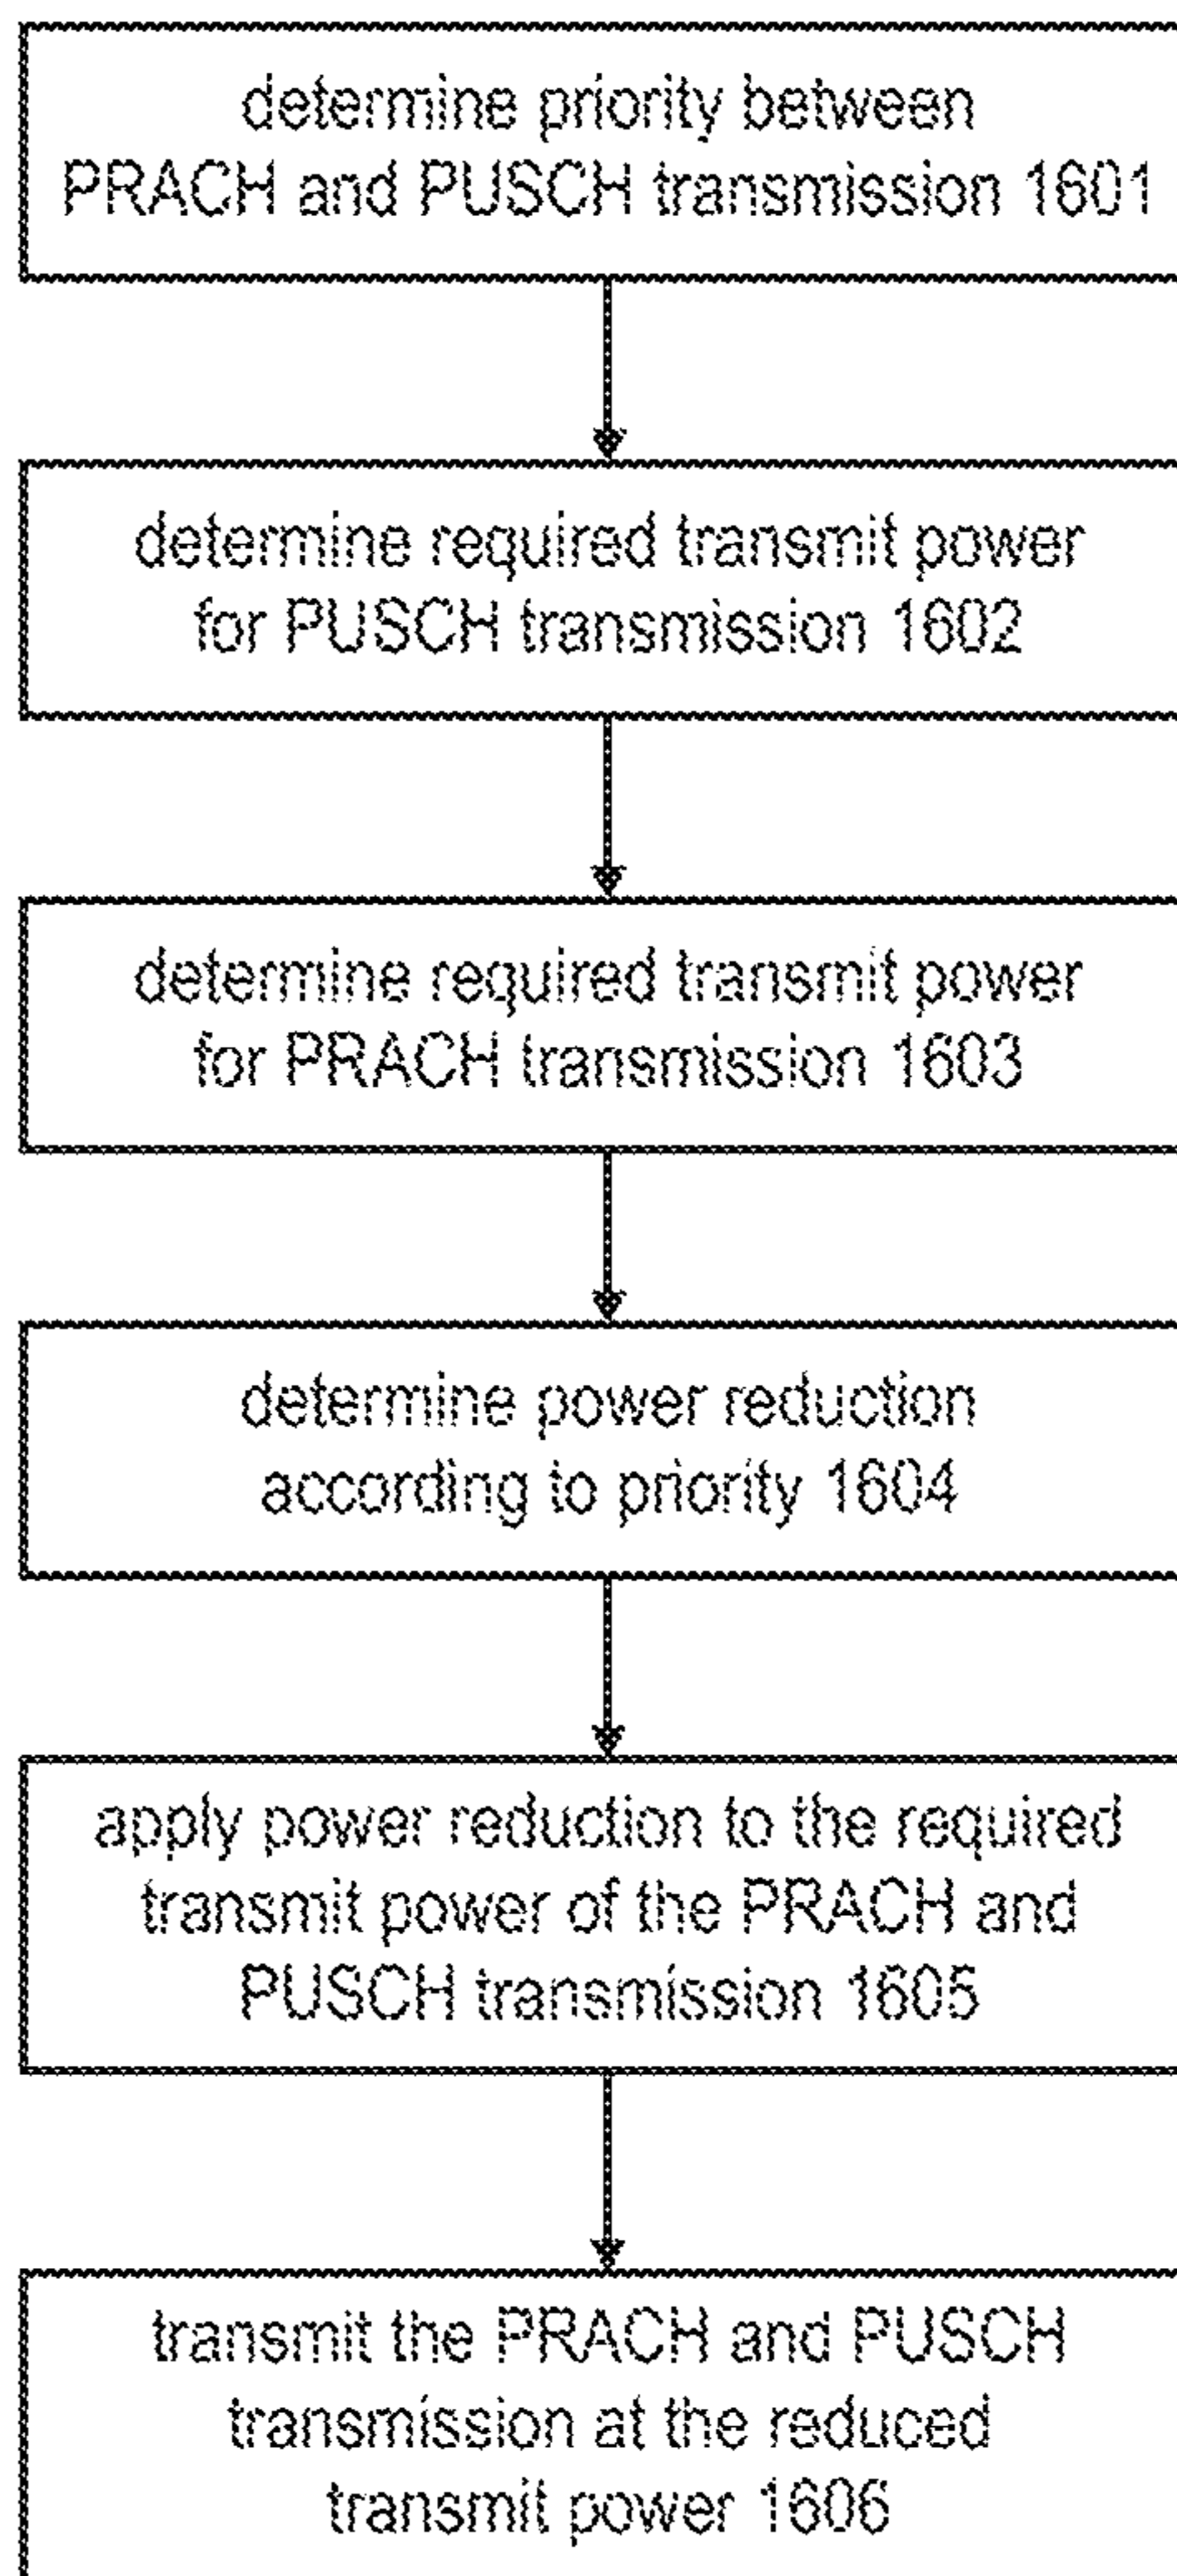 determine priority between
PRACH and PUSCH transmission 1601
determine required transmit power
for PUSCH transmission 1602
determine required transmit power
for PRACH transmission 1603
determine power reduction
according to priority 1604
apply power reduction to the required
transmit power of the PRACH and
PUSCH transmission 1605
transmit the PRACH and PUSCH
transmission at the reduced
transmit power 1606